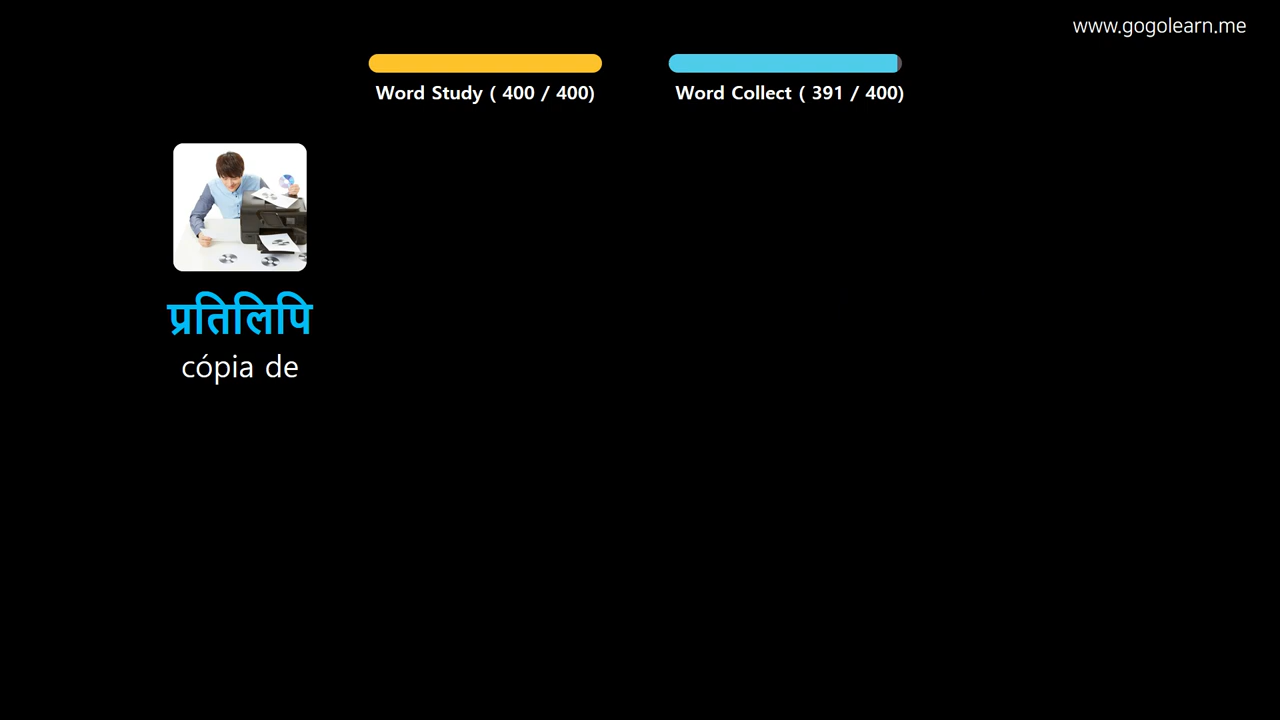 www.gogolearn.me
Word Study ( 400 / 400)
Word Collect ( 391 / 400)
प्रतिलिपि
cópia de